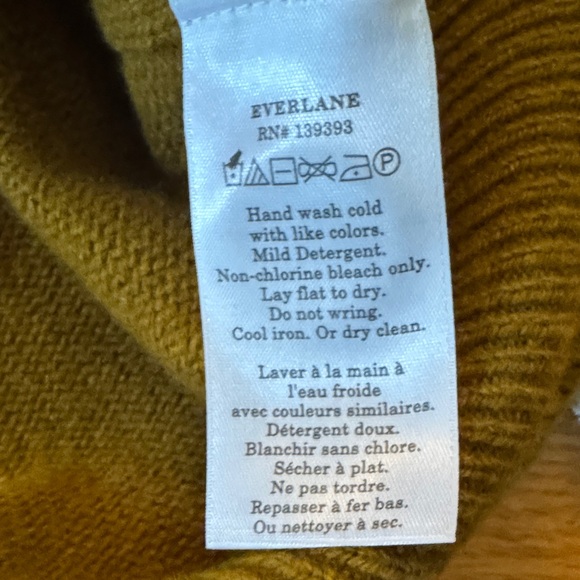 EVERLANE
RN# 139393
P
Hand wash cold
with like colors.
Mild Detergent.
Non-chlorine bleach only.
Lay flat to dry.
Do not wring.
Cool iron. Or dry clean.
Laver à la main à
l'eau froide
avec couleurs similaires.
Détergent doux.
Blanchir sans chlore.
Sécher à plat.
Ne pas tordre.
Repasser à fer bas.
Ou nettoyer à sec.